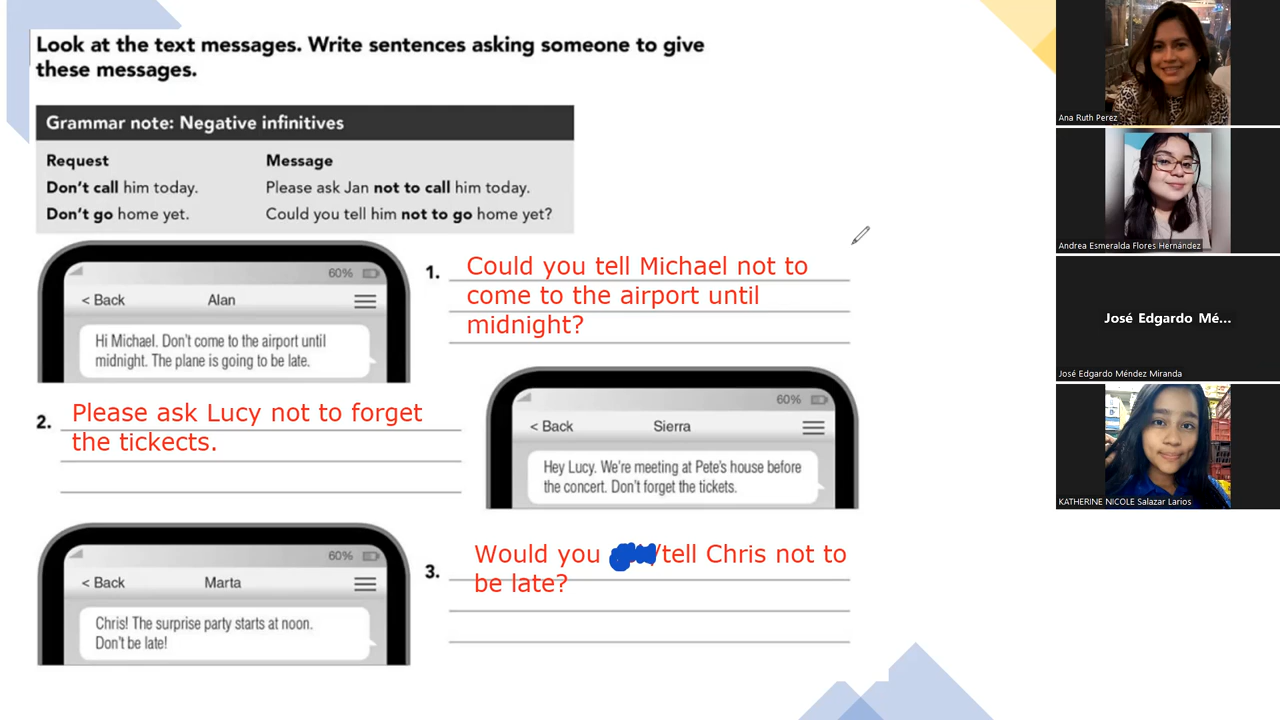 Look at the text messages. Write sentences asking someone to give
these messages.
Grammar note: Negative infinitives
Request Message
Don't call him today. Please ask Jan not to call him today.
Don't go home yet. Could you tell him not to go home yet?
60%
< Back Alan
Hi Michael. Don't come to the airport until
midnight. The plane is going to be late.
1. Could you tell Michael not to
come to the airport until
midnight?
2. Please ask Lucy not to forget
the tickects.
60%
< Back Sierra
Hey Lucy. We're meeting at Pete's house before
the concert. Don't forget the tickets.
60%
< Back Marta
Chris! The surprise party starts at noon.
Don't be late!
3. Would you /tell Chris not to
be late?
Ana Ruth Perez
Andrea Esmeralda Flores Hernández
José Edgardo Mé...
José Edgardo Méndez Miranda
KATHERINE NICOLE Salazar Larios